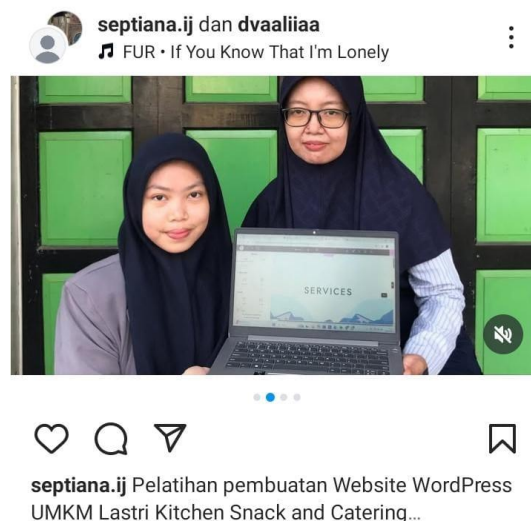 septiana.ij dan dvaaliiaa
FUR • If You Know That I'm Lonely
SERVICES
septiana.ij Pelatihan pembuatan Website WordPress
UMKM Lastri Kitchen Snack and Catering...